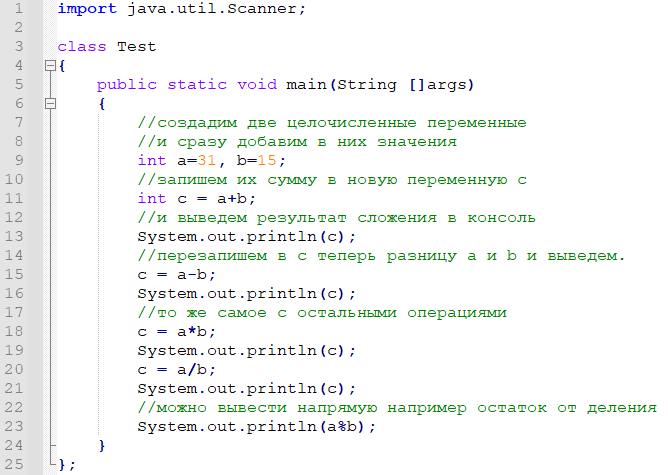 1 import java.util.Scanner;
2
3 class Test
4 {
5 public static void main(String []args)
6 {
7 //создадим две целочисленные переменные
8 //и сразу добавим в них значения
9 int a=31, b=15;
10 //запишем их сумму в новую переменную с
11 int c = a+b;
12 //и выведем результат сложения в консоль
13 System.out.println(c);
14 //перезапишем в с теперь разницу a и b и выведем.
15 c = a-b;
16 System.out.println(c);
17 //то же самое с остальными операциями
18 c = a*b;
19 System.out.println(c);
20 c = a/b;
21 System.out.println(c);
22 //можно вывести напрямую например остаток от деления
23 System.out.println(a%b);
24 }
25 };